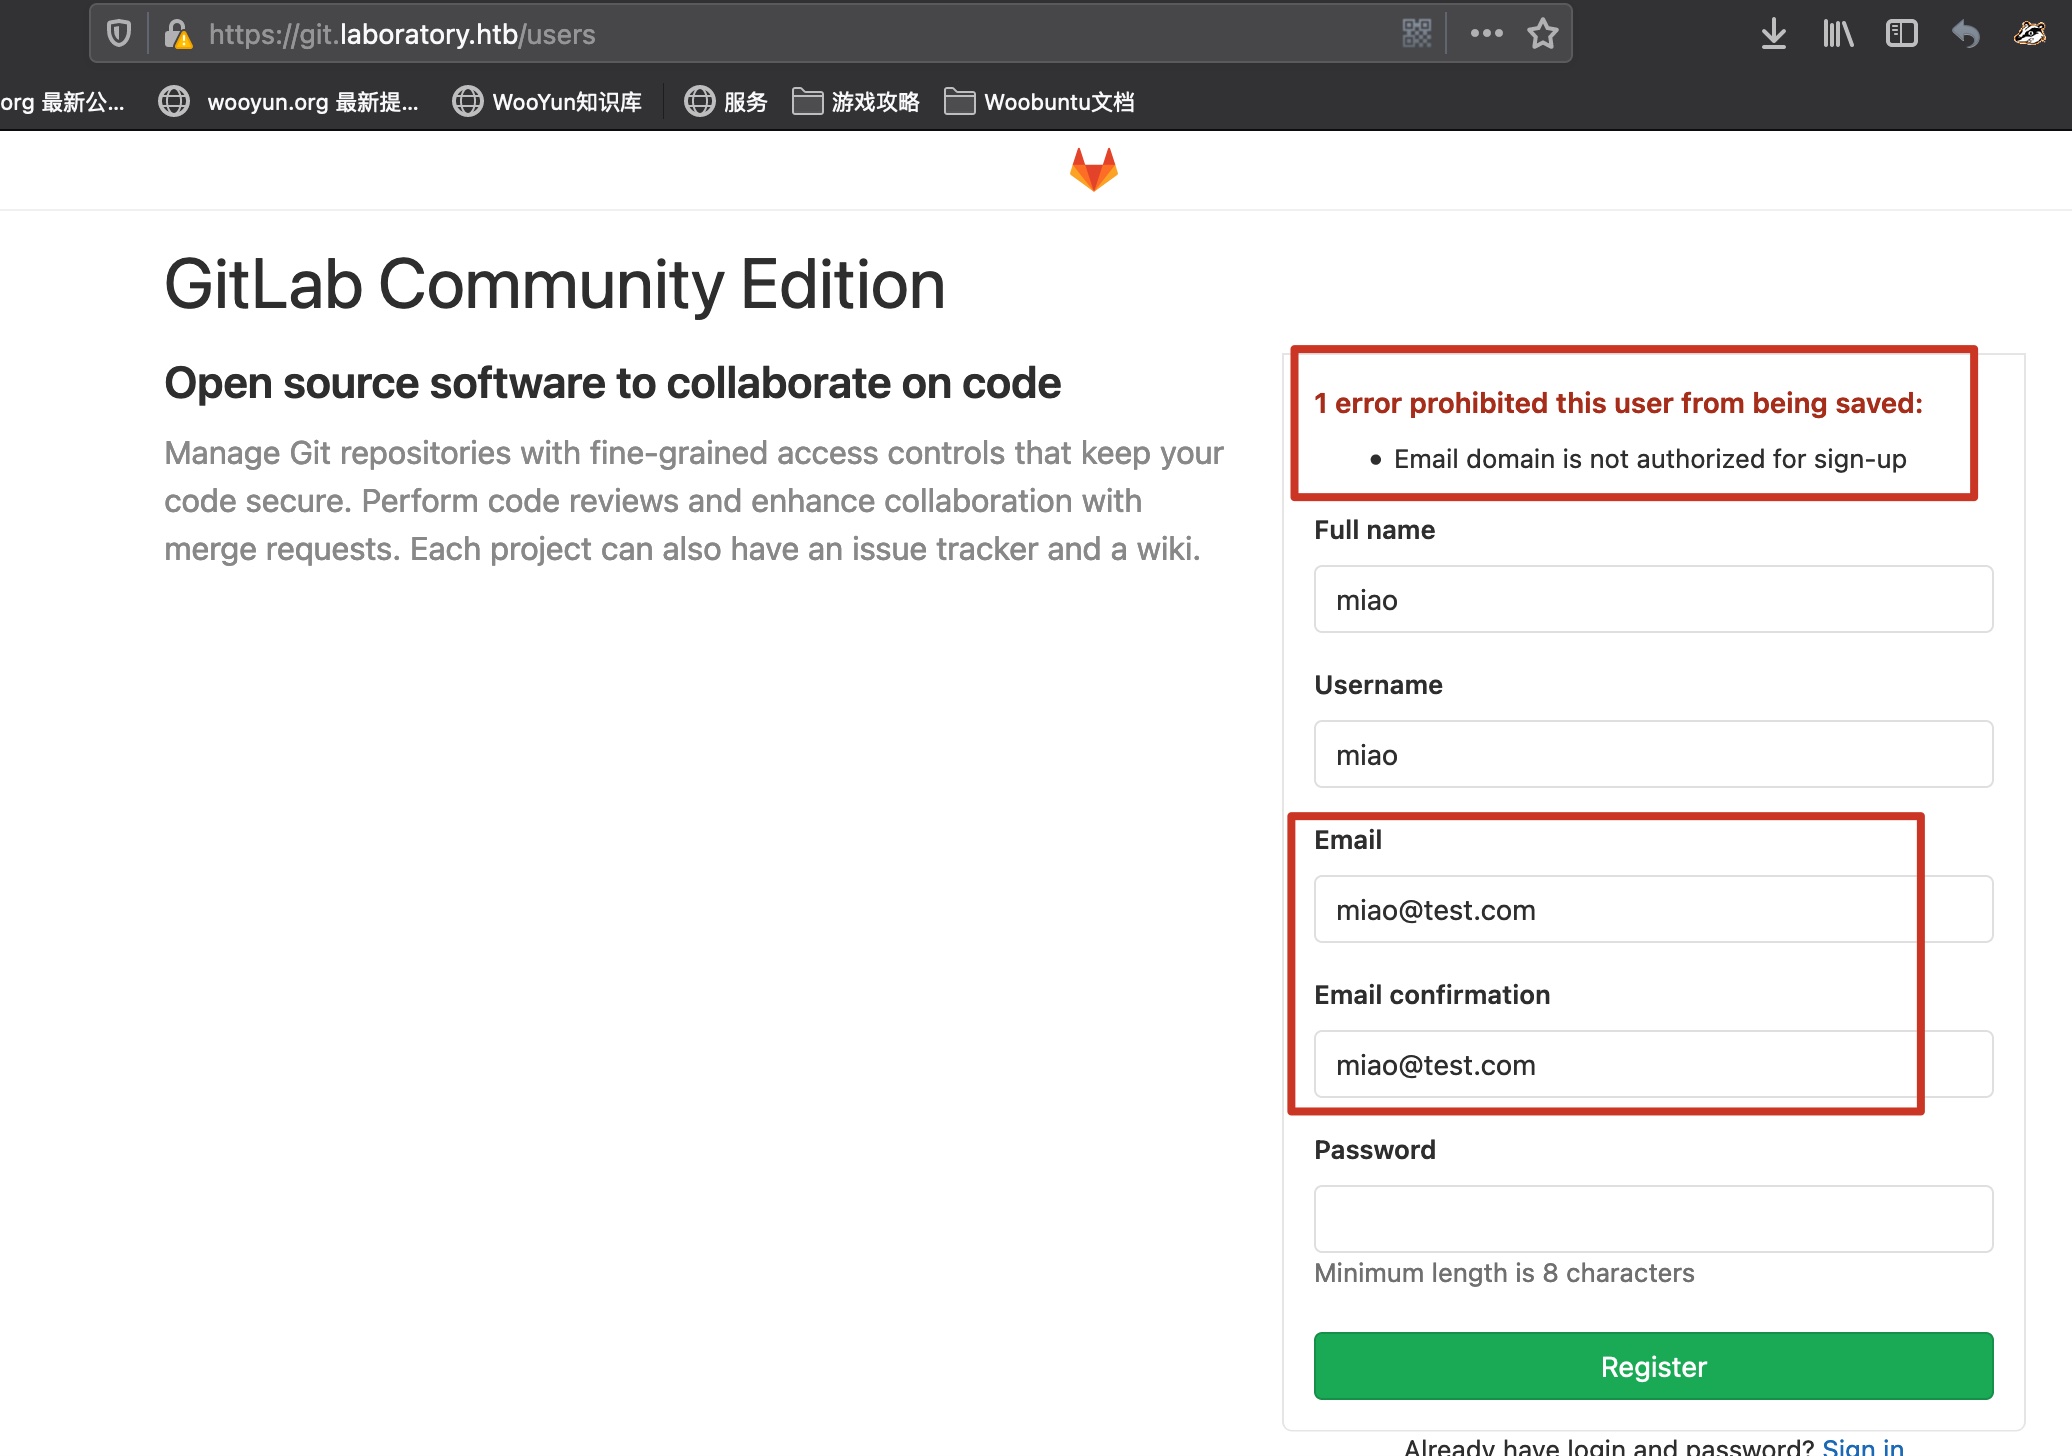 https://git.laboratory.htb/users
org 最新公...
wooyun.org 最新提...
WooYun知识库
服务
游戏攻略
Woobuntu文档
GitLab Community Edition
Open source software to collaborate on code
Manage Git repositories with fine-grained access controls that keep your
code secure. Perform code reviews and enhance collaboration with
merge requests. Each project can also have an issue tracker and a wiki.
1 error prohibited this user from being saved:
• Email domain is not authorized for sign-up
Full name
miao
Username
miao
Email
miao@test.com
Email confirmation
miao@test.com
Password
Minimum length is 8 characters
Register
Already have login and password? Sign in